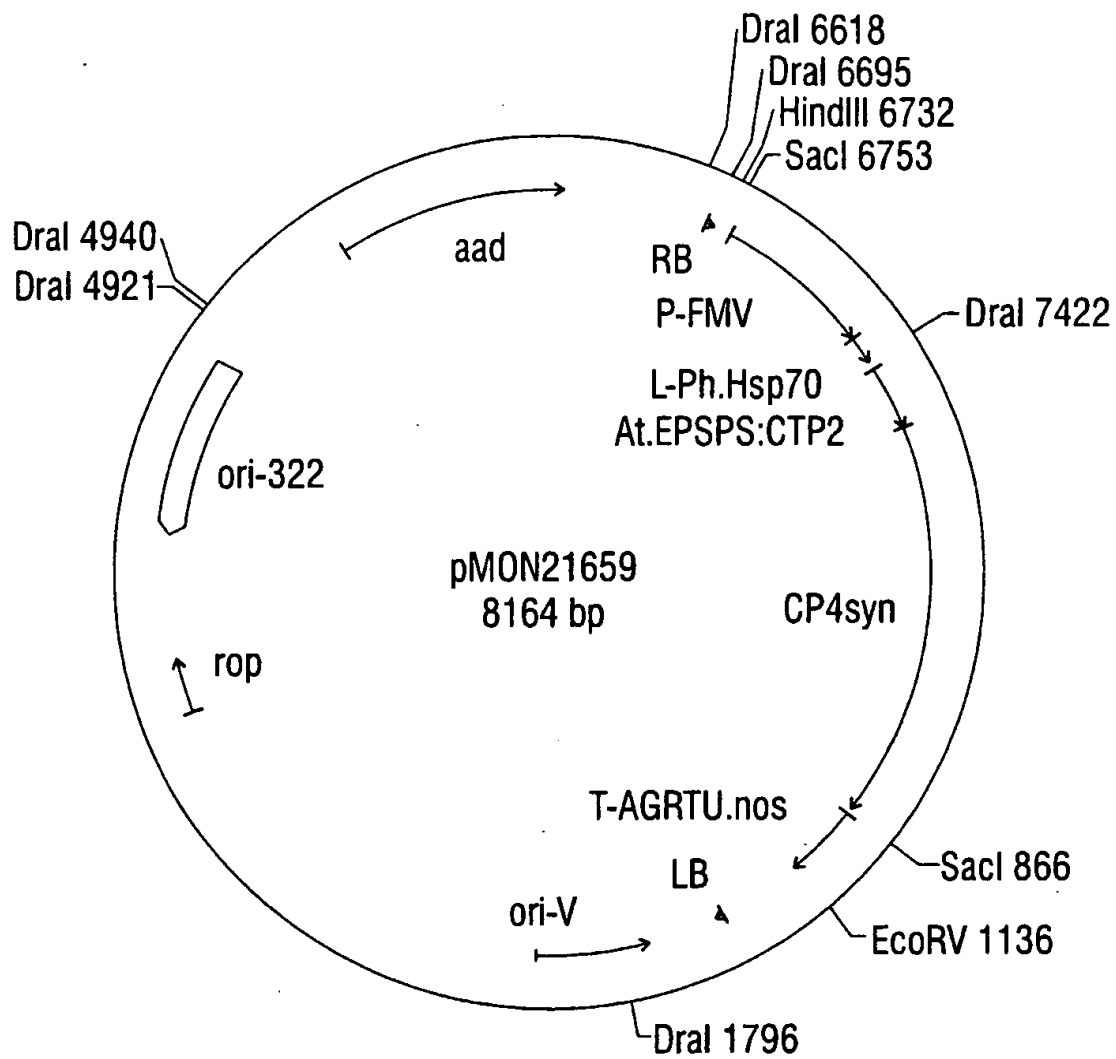 DraI 6618
DraI 6695
HindIII 6732
SacI 6753
DraI 4940
DraI 4921
aad
RB
P-FMV
DraI 7422
L-Ph.Hsp70
At.EPSPS:CTP2
ori-322
pMON21659
8164 bp
CP4syn
rop
T-AGRTU.nos
LB
SacI 866
ori-V
EcoRV 1136
DraI 1796